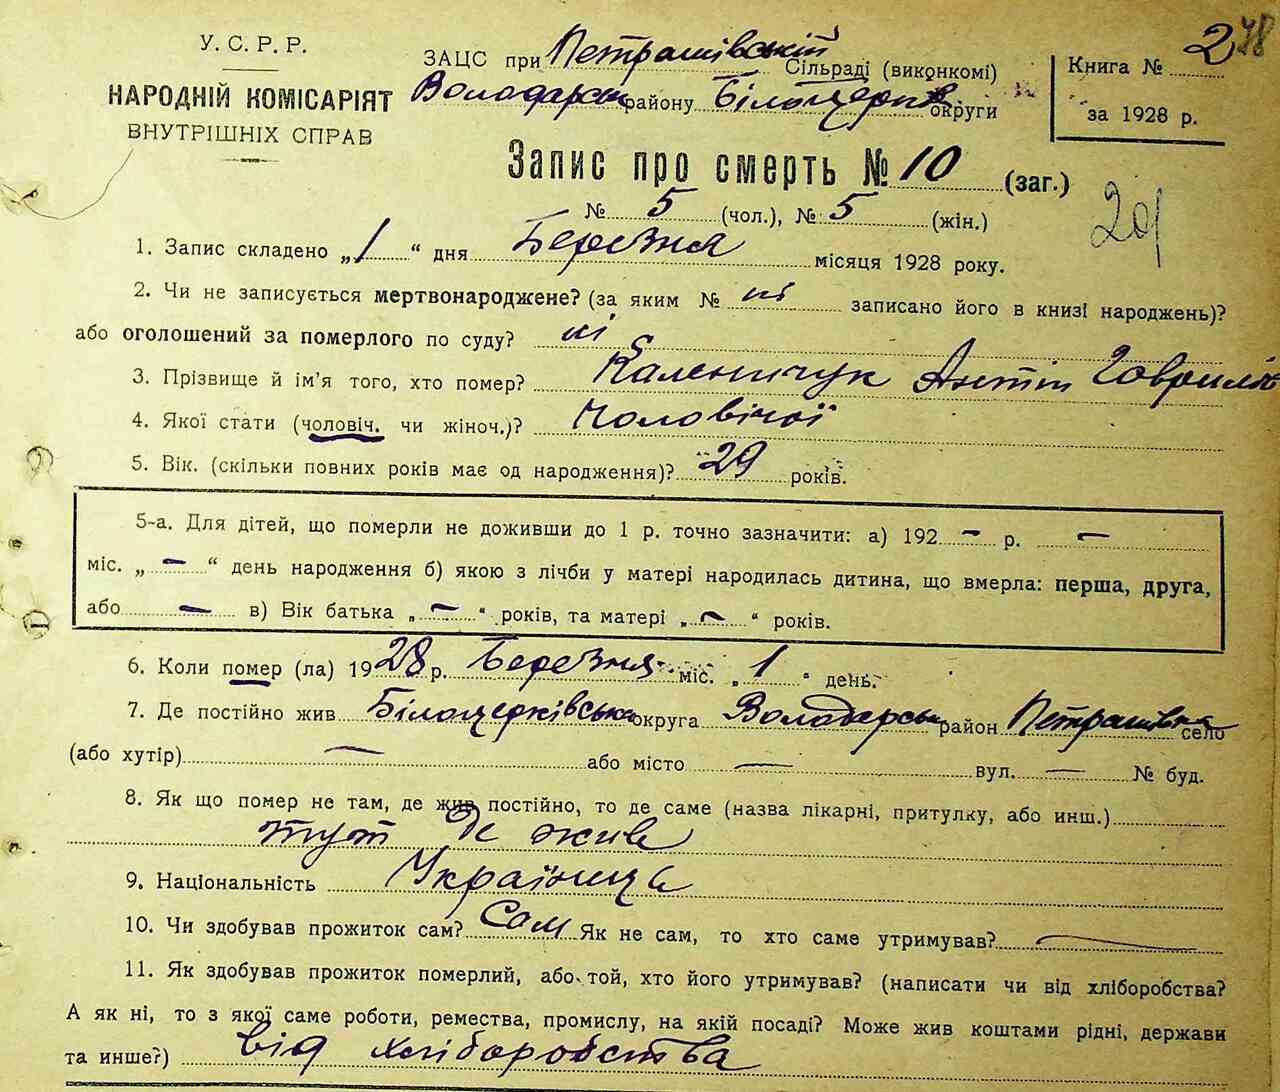 У. С. Р. Р.
НАРОДНІЙ КОМІСАРІЯТ
ВНУТРІШНІХ СПРАВ
ЗАЦС при Петрашівській Сільраді (виконкомі)
Володарськ району Білоцерків округи
Книга № 2
за 1928 р.
278
Запис про смерть № 10 (заг.)
№ 5 (чол.), № 5 (жін.)
201
1. Запис складено „1“ дня Березня місяця 1928 року.
2. Чи не записується мертвонароджене? (за яким № ні записано його в книзі народжень)?
або оголошений за померлого по суду? ні
3. Прізвище й ім'я того, хто помер? Каленичук Антін Гаврилів
4. Якої стати (чоловіч. чи жіноч.)? Чоловічої
5. Вік. (скільки повних років має од народження)? 29 років.
5-а. Для дітей, що померли не доживши до 1 р. точно зазначити: а) 192 – р. –
міс. „ – “ день народження б) якою з лічби у матері народилась дитина, що вмерла: перша, друга,
або – в) Вік батька „ – “ років, та матері „ – “ років.
6. Коли помер (ла) 1928 р. Березня міс. „1“ день.
7. Де постійно жив Білоцерківська округа Володарськ район Петрашівка село
(або хутір) — або місто — вул. — № буд.
8. Як що помер не там, де жив постійно, то де саме (назва лікарні, притулку, або инш.)
тут де жив
9. Національність Українець
10. Чи здобував прожиток сам? Сам Як не сам, то хто саме утримував? —
11. Як здобував прожиток померлий, або той, хто його утримував? (написати чи від хліборобства?
А як ні, то з якої саме роботи, ремества, промислу, на якій посаді? Може жив коштами рідні, держави
та инше?) від хліборобства